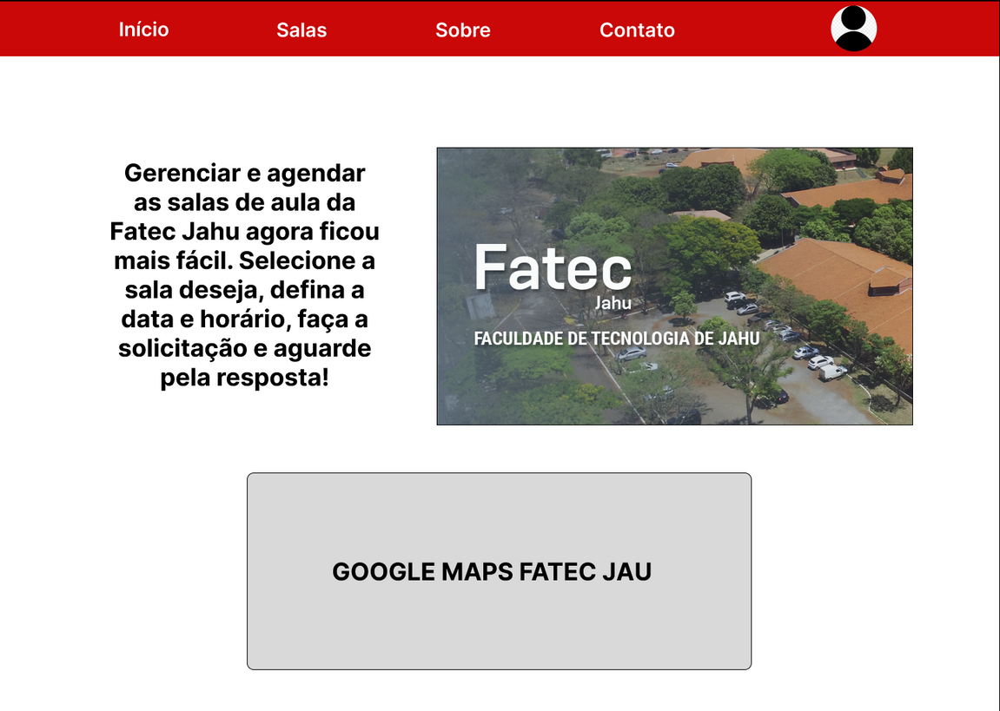 Início Salas Sobre Contato
Gerenciar e agendar
as salas de aula da
Fatec Jahu agora ficou
mais fácil. Selecione a
sala deseja, defina a
data e horário, faça a
solicitação e aguarde
pela resposta!
Fatec
Jahu
FACULDADE DE TECNOLOGIA DE JAHU
GOOGLE MAPS FATEC JAU